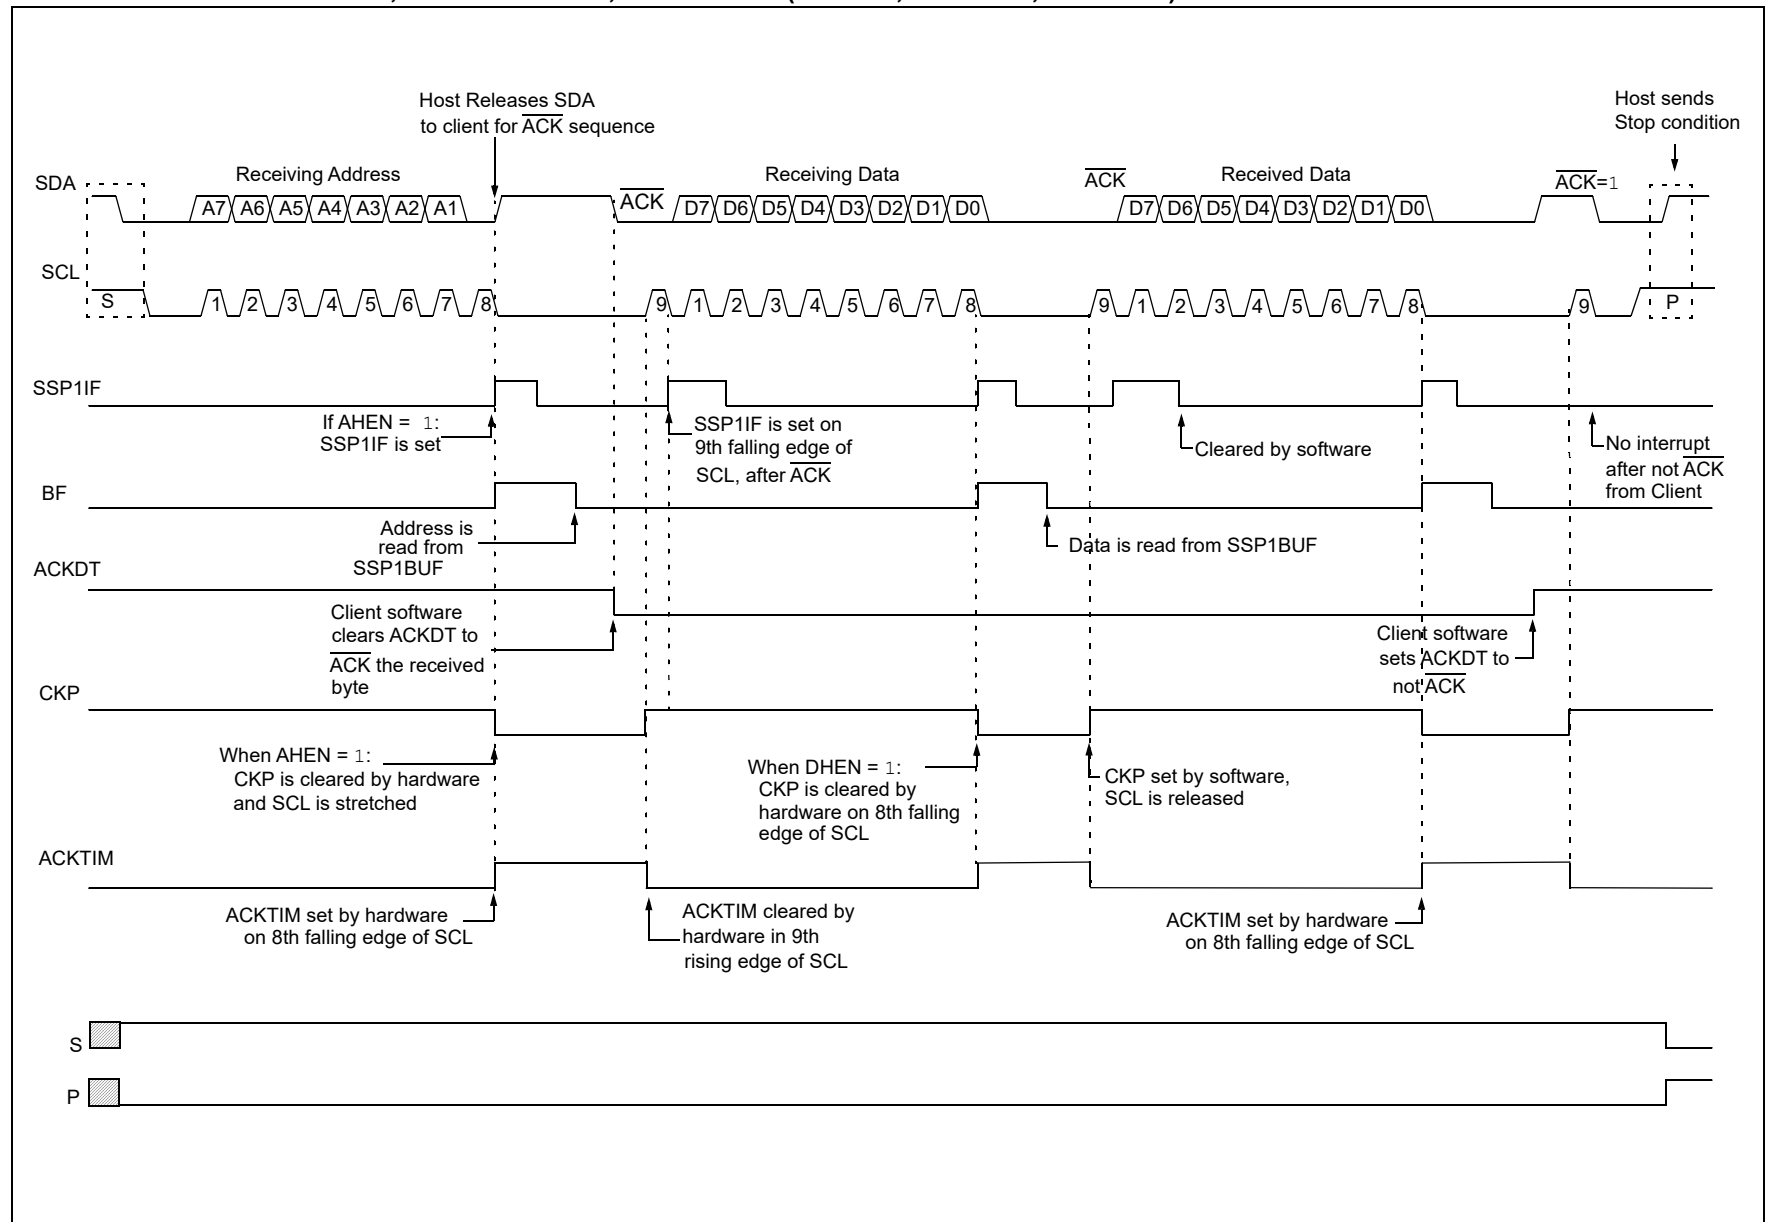 Host Releases SDA
to client for ACK sequence
Host sends
Stop condition
SDA
Receiving Address
ACK
Receiving Data
ACK
Received Data
ACK=1
A7 A6 A5 A4 A3 A2 A1
D7 D6 D5 D4 D3 D2 D1 D0
D7 D6 D5 D4 D3 D2 D1 D0
SCL
S
1 2 3 4 5 6 7 8
9 1 2 3 4 5 6 7 8
9 1 2 3 4 5 6 7 8
9
P
SSP1IF
If AHEN = 1:
SSP1IF is set
SSP1IF is set on
9th falling edge of
SCL, after ACK
Cleared by software
No interrupt
after not ACK
from Client
BF
Address is
read from
SSP1BUF
Data is read from SSP1BUF
ACKDT
Client software
clears ACKDT to
ACK the received
byte
Client software
sets ACKDT to
not ACK
CKP
When AHEN = 1:
CKP is cleared by hardware
and SCL is stretched
When DHEN = 1:
CKP is cleared by
hardware on 8th falling
edge of SCL
CKP set by software,
SCL is released
ACKTIM
ACKTIM set by hardware
on 8th falling edge of SCL
ACKTIM cleared by
hardware in 9th
rising edge of SCL
ACKTIM set by hardware
on 8th falling edge of SCL
S
P